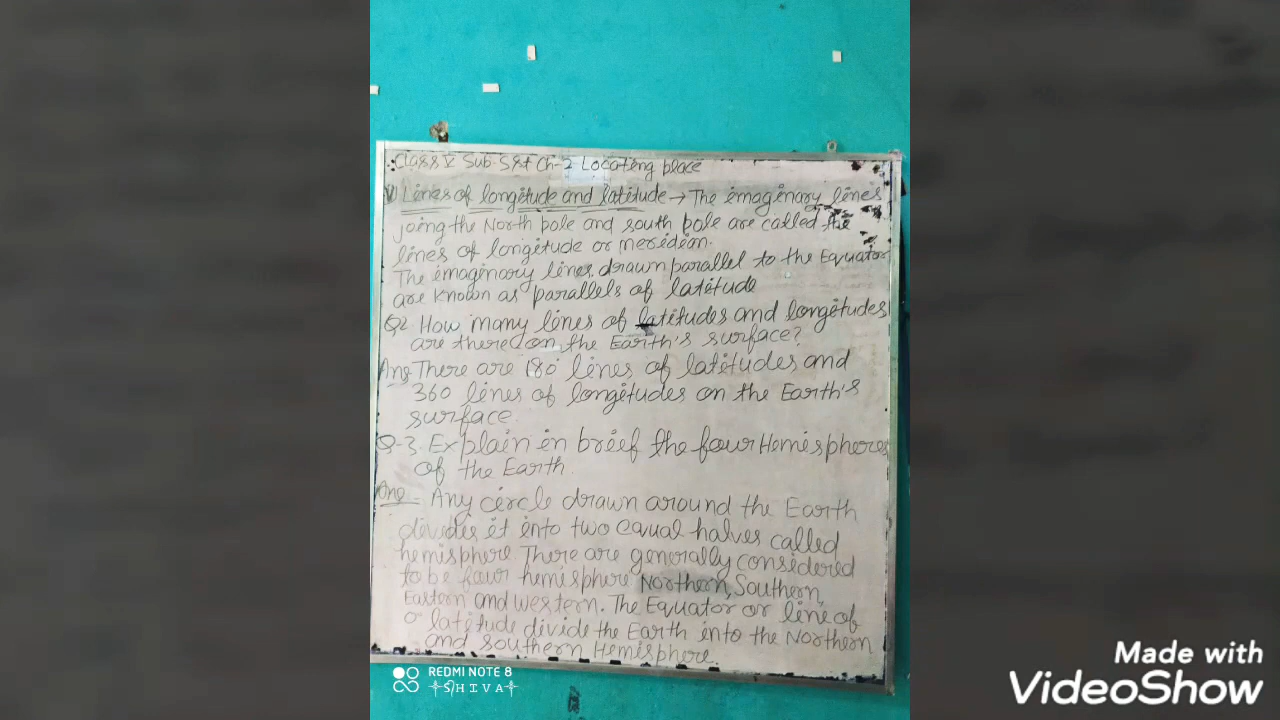 Class V Sub-S.St Ch-2 Locating place
1) Lines of longitude and latitude → The imaginary lines
joing the North pole and south pole are called the
lines of longitude or meridian.
The imaginary lines drawn parallel to the Equator
are known as parallels of latitude
Q2. How many lines of latitudes and longitudes
are there on the Earth's surface?
Ans There are 180 lines of latitudes and
360 lines of longitudes on the Earth's
surface.
Q-3. Explain in brief the four Hemispheres
of the Earth.
Ans - Any circle drawn around the Earth
divides it into two equal halves called
hemisphere There are generally considered
to be four hemisphere Northern, Southern,
Eastern and western. The Equator or line of
0 latitude divide the Earth into the Northern
and southern Hemisphere.
REDMI NOTE 8
SHIVA
Made with
VideoShow